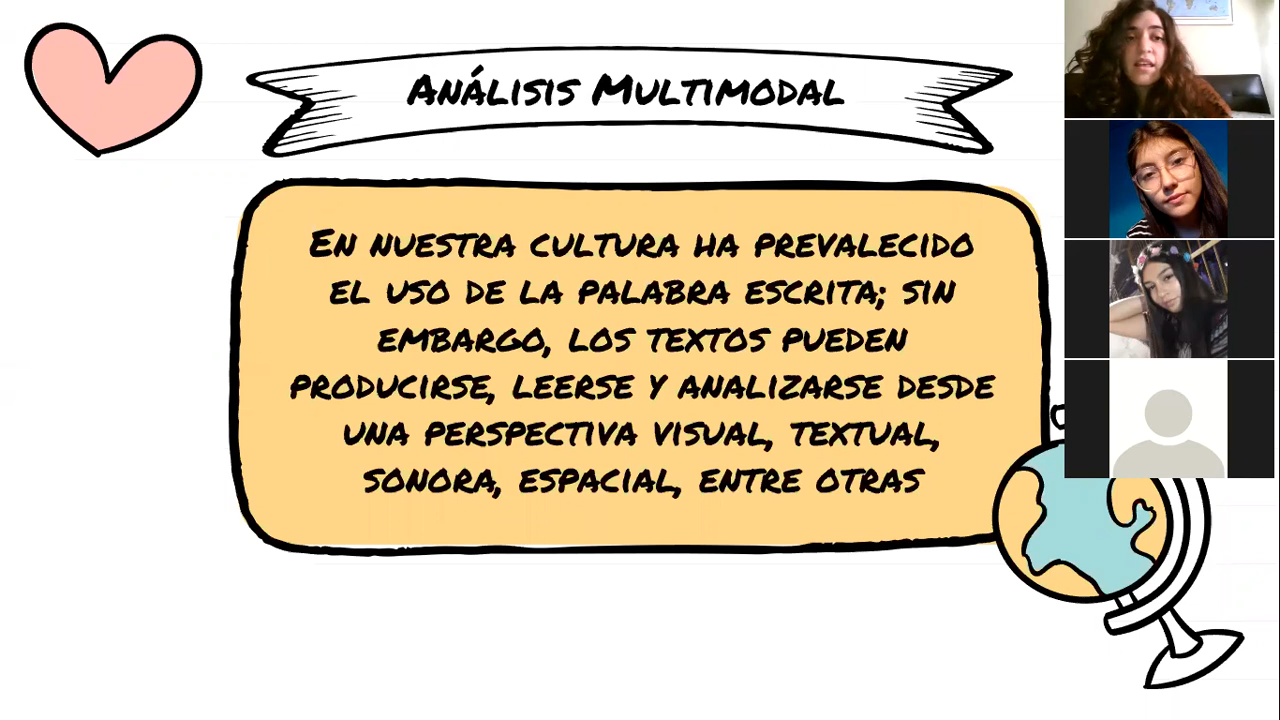 Análisis Multimodal
En nuestra cultura ha prevalecido
el uso de la palabra escrita; sin
embargo, los textos pueden
producirse, leerse y analizarse desde
una perspectiva visual, textual,
sonora, espacial, entre otras